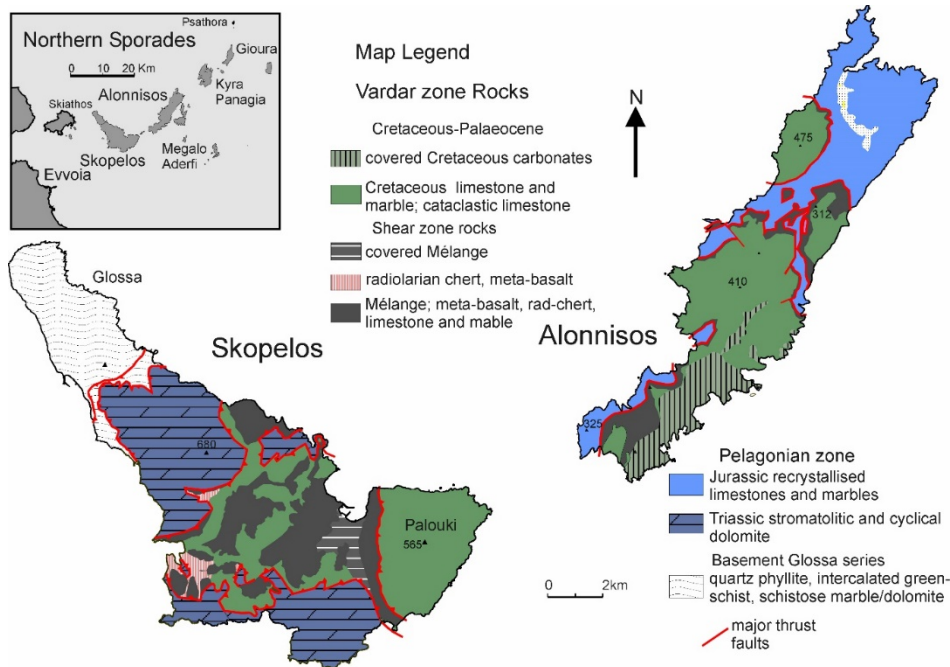 Northern Sporades
0 10 20 Km
Psathora
Gioura
Kyra
Panagia
Alonnisos
Skiathos
Skopelos
Megalo
Aderfi
Evvoia
Map Legend
Vardar zone Rocks
Cretaceous-Palaeocene
covered Cretaceous carbonates
Cretaceous limestone and
marble; cataclastic limestone
Shear zone rocks
covered Mélange
radiolarian chert, meta-basalt
Mélange; meta-basalt, rad-chert,
limestone and mable
N
475
312
410
325
Alonnisos
Glossa
Skopelos
680
Palouki
565
0 2km
Pelagonian zone
Jurassic recrystallised
limestones and marbles
Triassic stromatolitic and cyclical
dolomite
Basement Glossa series
quartz phyllite, intercalated green-
schist, schistose marble/dolomite
major thrust
faults